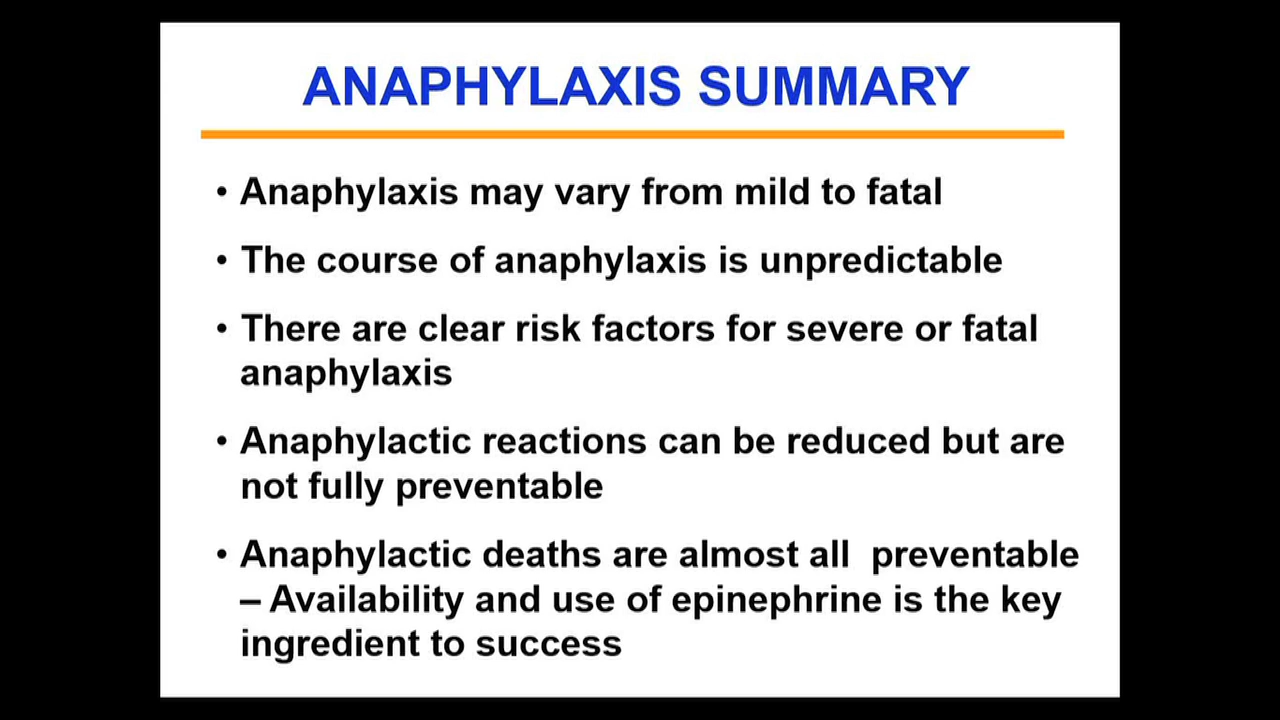 ANAPHYLAXIS SUMMARY
• Anaphylaxis may vary from mild to fatal
• The course of anaphylaxis is unpredictable
• There are clear risk factors for severe or fatal
anaphylaxis
• Anaphylactic reactions can be reduced but are
not fully preventable
• Anaphylactic deaths are almost all  preventable
– Availability and use of epinephrine is the key
ingredient to success